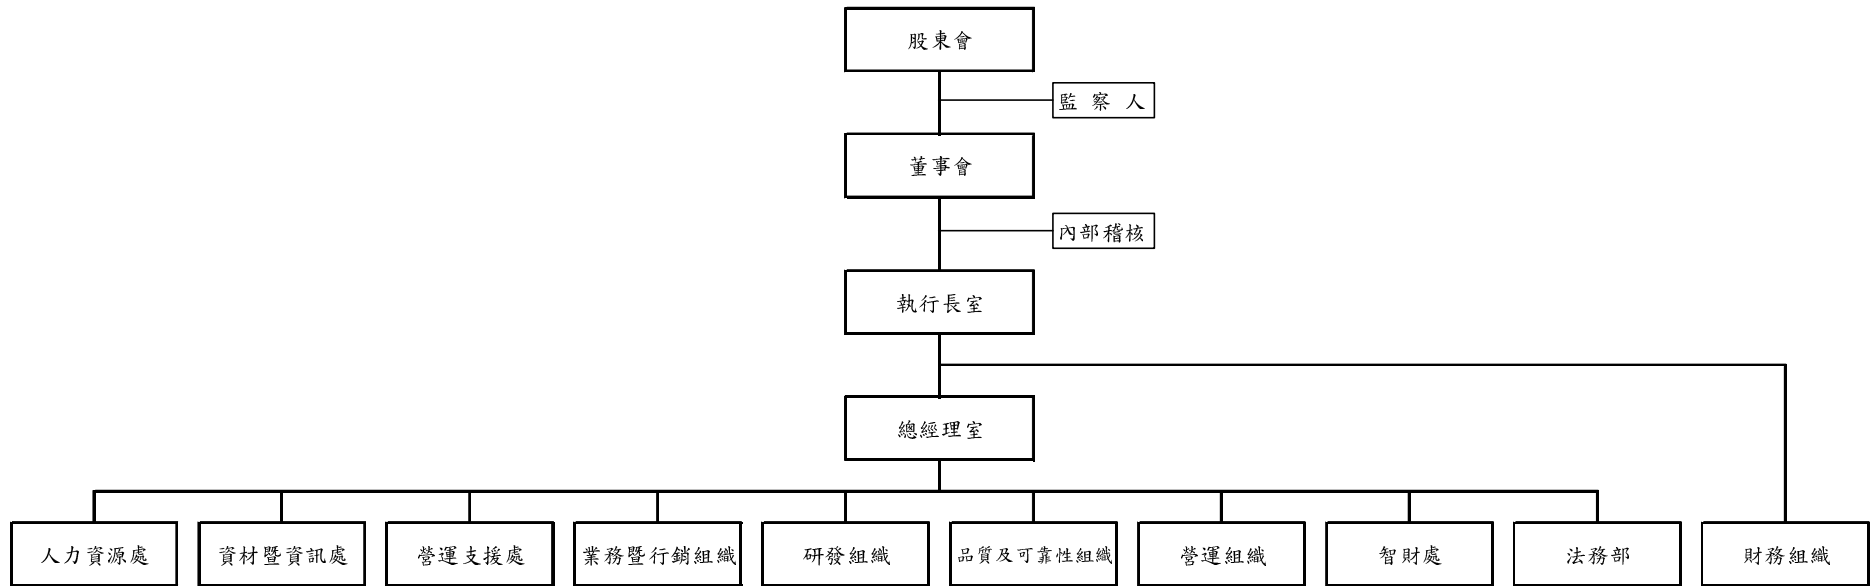 股東會
監察人
董事會
內部稽核
執行長室
總經理室
人力資源處
資材暨資訊處
營運支援處
業務暨行銷組織
研發組織
品質及可靠性組織
營運組織
智財處
法務部
財務組織